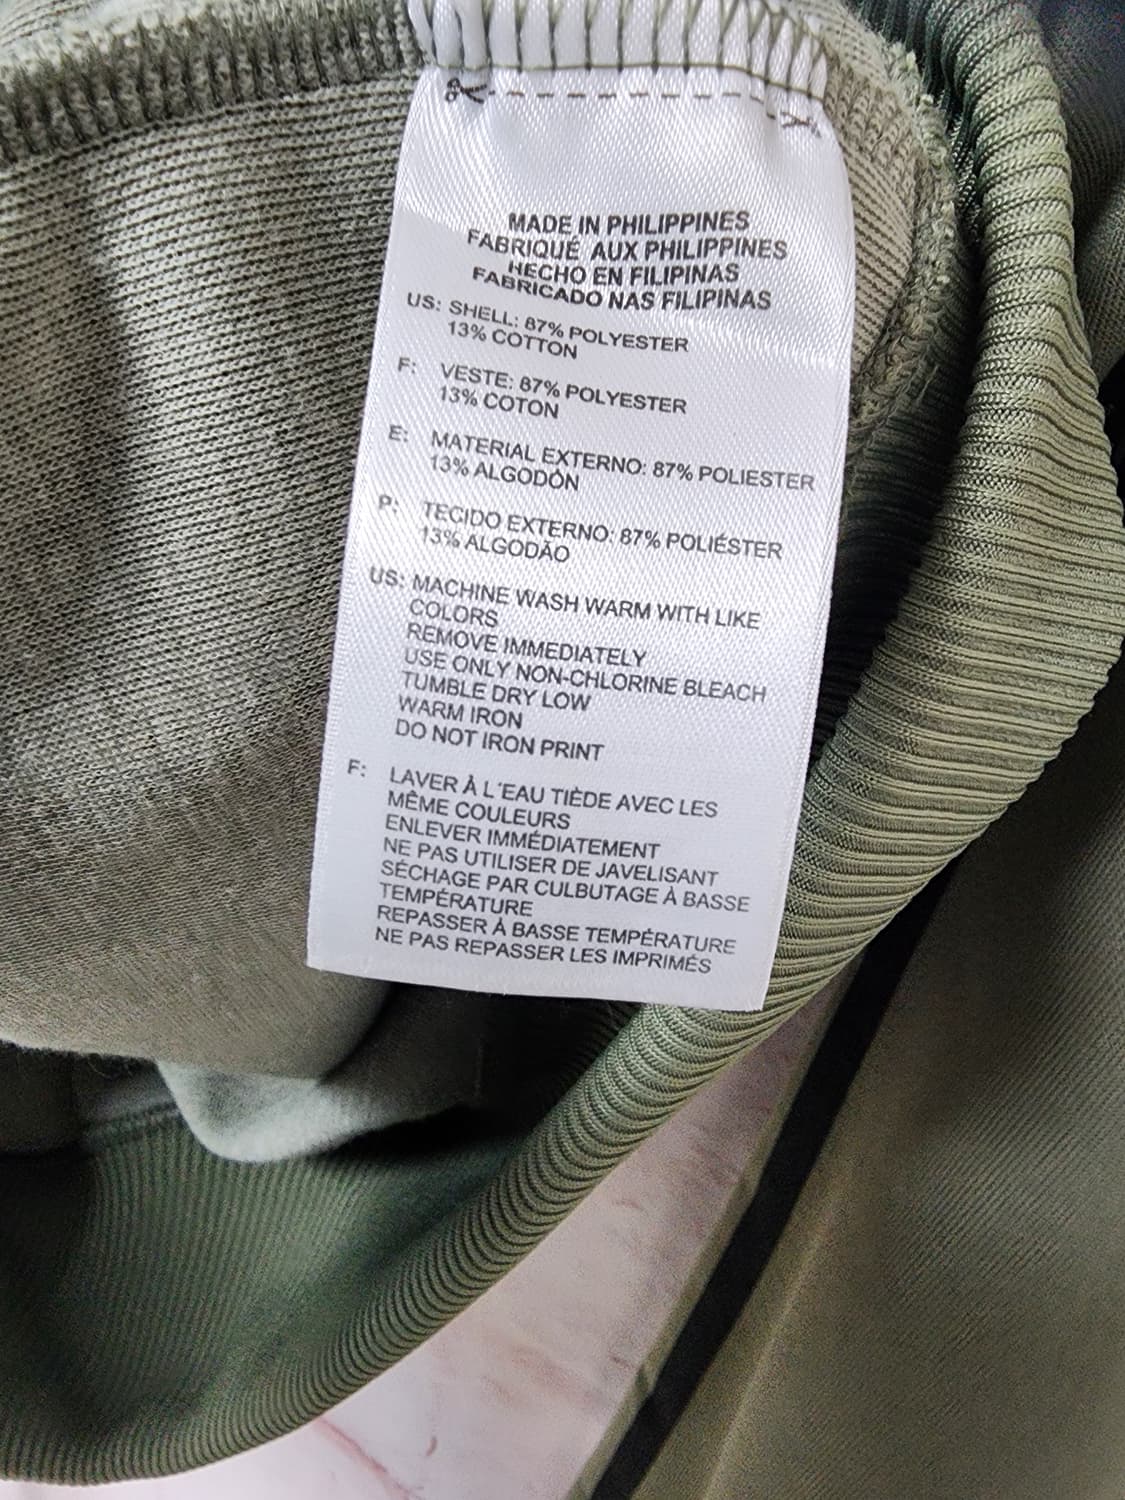 MADE IN PHILIPPINES
FABRIQUÉ AUX PHILIPPINES
HECHO EN FILIPINAS
FABRICADO NAS FILIPINAS
US: SHELL: 87% POLYESTER
13% COTTON
F: VESTE: 87% POLYESTER
13% COTON
E: MATERIAL EXTERNO: 87% POLIESTER
13% ALGODÓN
P: TECIDO EXTERNO: 87% POLIÉSTER
13% ALGODÃO
US: MACHINE WASH WARM WITH LIKE
COLORS
REMOVE IMMEDIATELY
USE ONLY NON-CHLORINE BLEACH
TUMBLE DRY LOW
WARM IRON
DO NOT IRON PRINT
F: LAVER À L'EAU TIÈDE AVEC LES
MÊME COULEURS
ENLEVER IMMÉDIATEMENT
NE PAS UTILISER DE JAVELISANT
SÉCHAGE PAR CULBUTAGE À BASSE
TEMPÉRATURE
REPASSER À BASSE TEMPÉRATURE
NE PAS REPASSER LES IMPRIMÉS